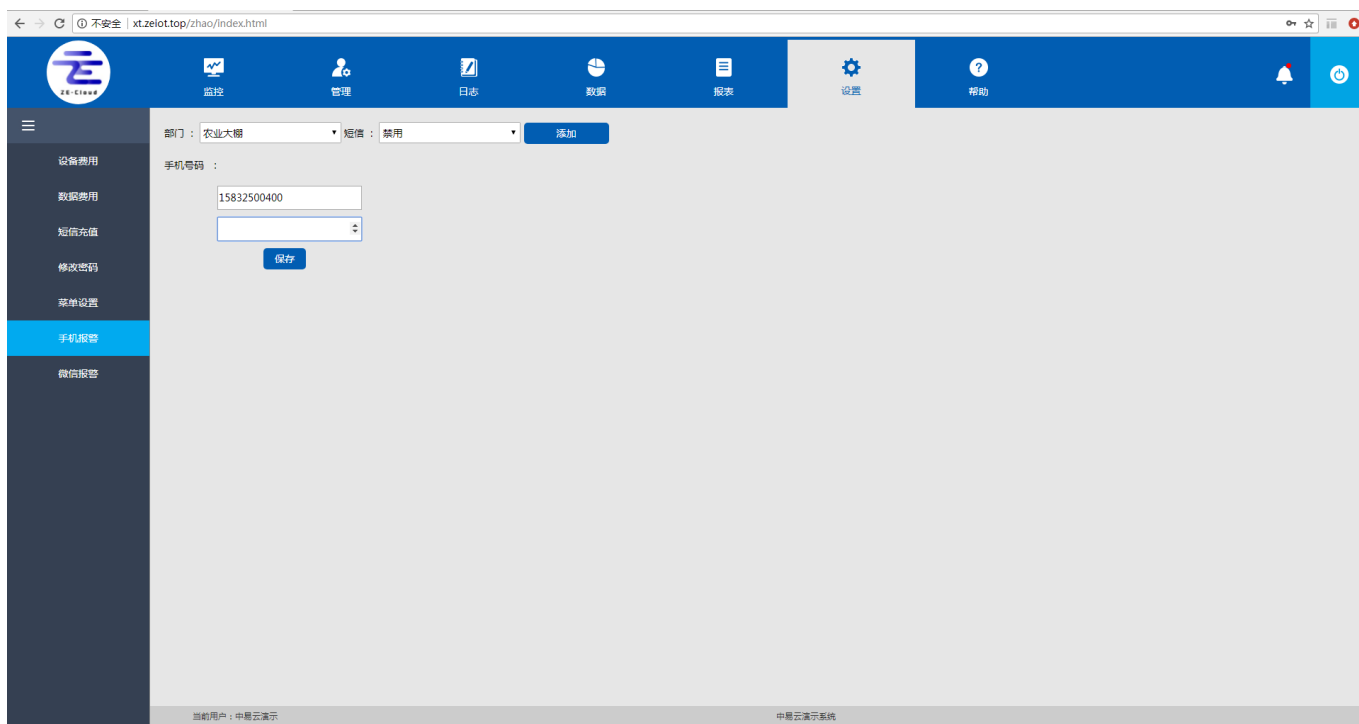 不安全 | xt.zeiot.top/zhao/index.html
ZE-Cloud
监控 管理 日志 数据 报表 设置 帮助
设备费用
数据费用
短信充值
修改密码
菜单设置
手机报警
微信报警
部门 : 农业大棚 短信 : 禁用 添加
手机号码 :
15832500400
保存
当前用户 : 中易云演示 中易云演示系统